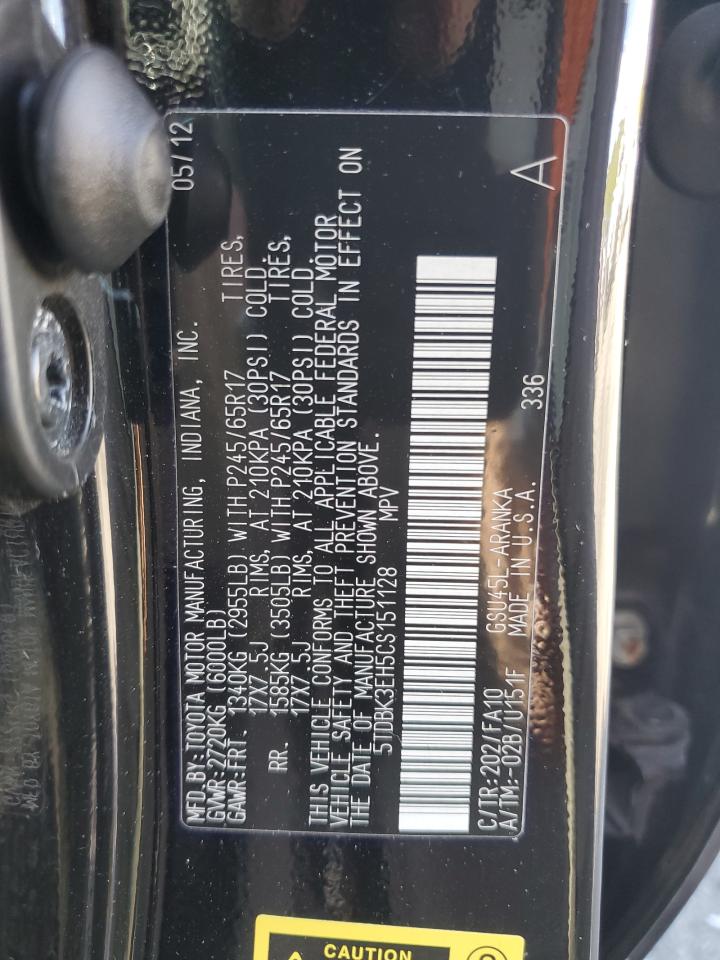 MFD.BY:TOYOTA MOTOR MANUFACTURING, INDIANA, INC. 05/12
GVWR:2720KG (6000LB)
GAWR:FRT. 1340KG (2955LB) WITH P245/65R17 TIRES,
17X7.5J RIMS, AT 210KPA (30PSI) COLD
RR. 1585KG (3505LB) WITH P245/65R17 TIRES,
17X7.5J RIMS, AT 210KPA (30PSI) COLD
THIS VEHICLE CONFORMS TO ALL APPLICABLE FEDERAL MOTOR
VEHICLE SAFETY AND THEFT PREVENTION STANDARDS IN EFFECT ON
THE DATE OF MANUFACTURE SHOWN ABOVE.
5TDBK3EH5CS151128 MPV
C/TR:202/FA10 GSU45L-ARANKA 336 A
A/TM:-02B/U151F MADE IN U.S.A.
CAUTION